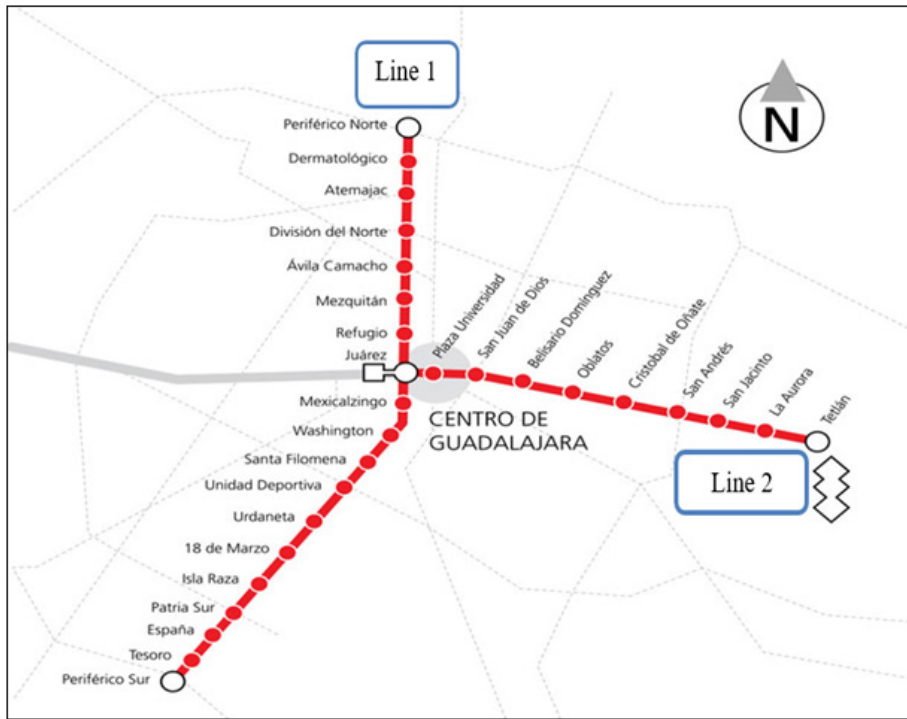 Line 1
Periférico Norte
Dermatológico
Atemajac
División del Norte
Ávila Camacho
Mezquitán
Refugio
Juárez
Mexicalzingo
Washington
Santa Filomena
Unidad Deportiva
Urdaneta
18 de Marzo
Isla Raza
Patria Sur
España
Tesoro
Periférico Sur
Plaza Universidad
San Juan de Dios
Belisario Domínguez
Oblatos
Cristobal de Oñate
San Andrés
San Jacinto
La Aurora
Tetlán
CENTRO DE
GUADALAJARA
Line 2
N